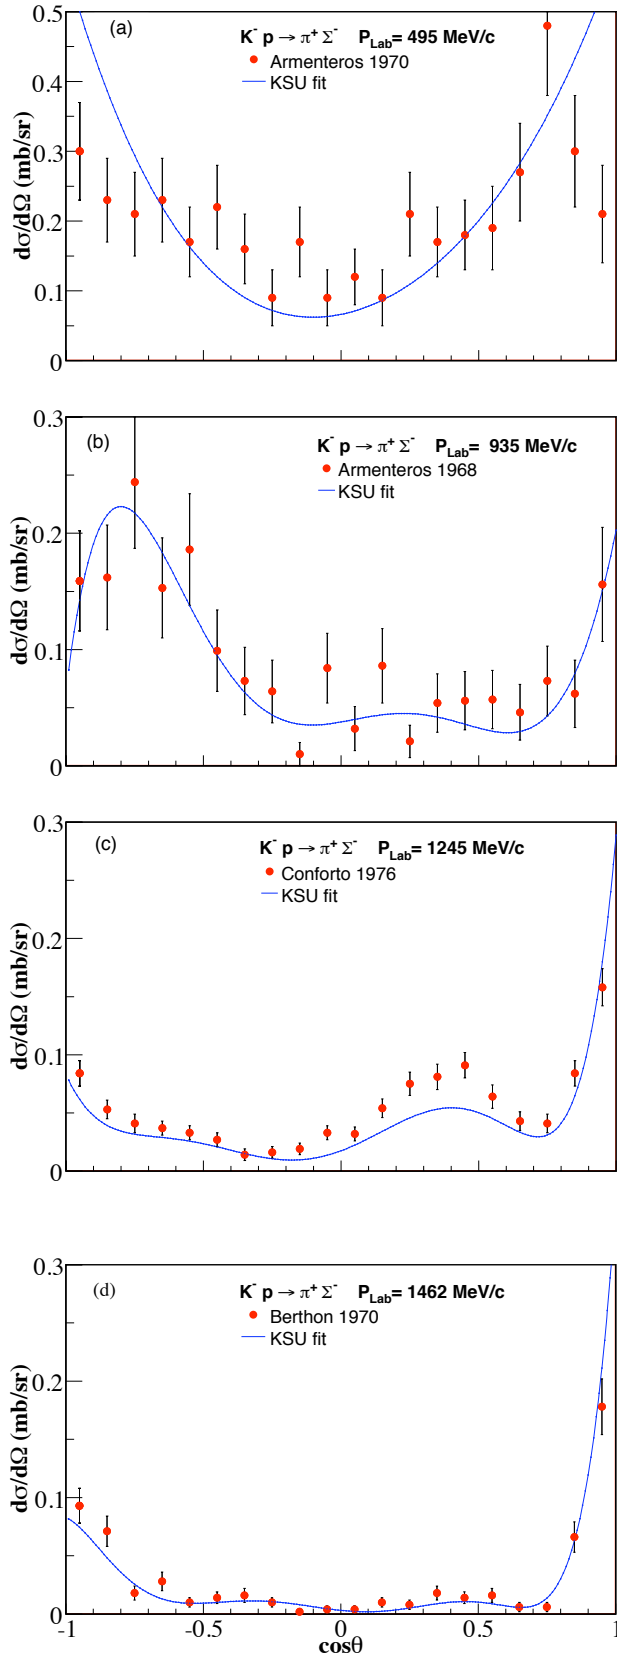 (a)
K⁻ p → π⁺ Σ⁻ P_Lab= 495 MeV/c
Armenteros 1970
KSU fit
dσ/dΩ (mb/sr)
0.5
0.4
0.3
0.2
0.1
0
(b)
K⁻ p → π⁺ Σ⁻ P_Lab= 935 MeV/c
Armenteros 1968
KSU fit
dσ/dΩ (mb/sr)
0.3
0.2
0.1
0
(c)
K⁻ p → π⁺ Σ⁻ P_Lab= 1245 MeV/c
Conforto 1976
KSU fit
dσ/dΩ (mb/sr)
0.3
0.2
0.1
0
(d)
K⁻ p → π⁺ Σ⁻ P_Lab= 1462 MeV/c
Berthon 1970
KSU fit
dσ/dΩ (mb/sr)
0.3
0.2
0.1
0
-1 -0.5 0 0.5 1
cosθ